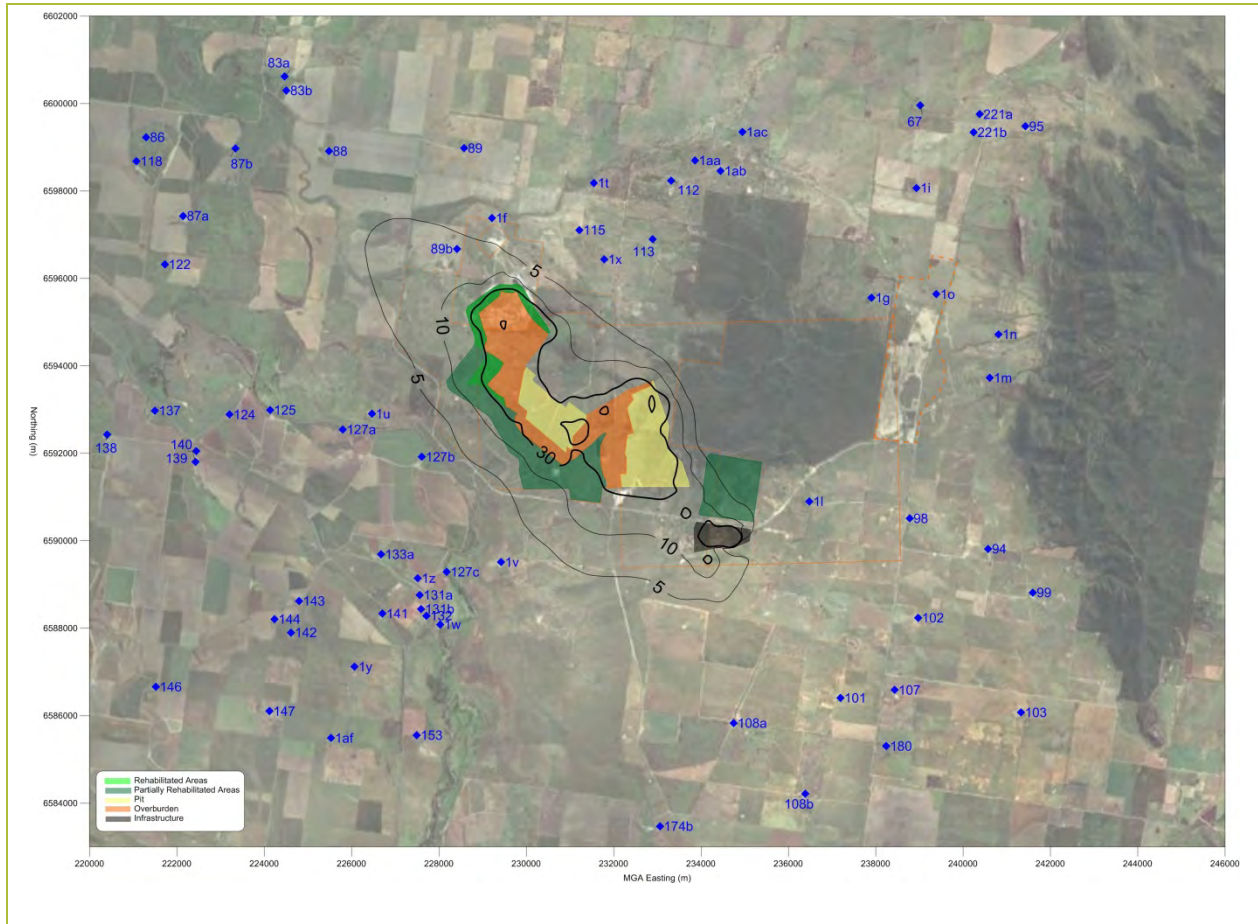 6602000
83a
83b
6600000
67
221a
221b
95
86
118
87b
88
89
1ac
1aa
1ab
112
1t
1i
6598000
87a
1f
115
113
89b
1x
122
5
6596000
1g
1o
10
1n
6594000
5
1m
137
124
125
1u
127a
138
140
139
127b
6592000
30
1l
98
6590000
10
94
133a
1v
127c
1z
5
131a
99
143
131b
141
132
144
102
142
1w
6588000
1y
146
107
101
147
103
6586000
108a
153
1af
180
108b
6584000
174b
Northing (m)
Rehabilitated Areas
Partially Rehabilitated Areas
Pit
Overburden
Infrastructure
220000 222000 224000 226000 228000 230000 232000 234000 236000 238000 240000 242000 244000 246000
MGA Easting (m)